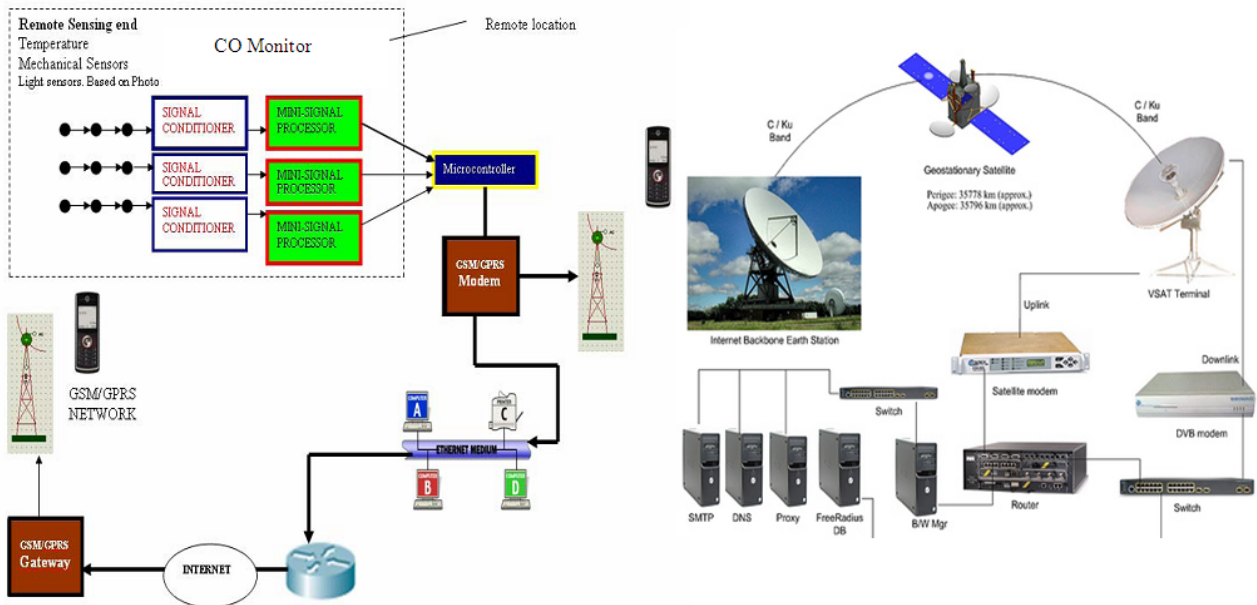 Remote Sensing end
Temperature
Mechanical Sensors
Light sensors. Based on Photo
CO Monitor
Remote location
SIGNAL
CONDITIONER
MINI-SIGNAL
PROCESSOR
SIGNAL
CONDITIONER
MINI-SIGNAL
PROCESSOR
SIGNAL
CONDITIONER
MINI-SIGNAL
PROCESSOR
Microcontroller
GSM/GPRS
Modem
GSM/GPRS
NETWORK
COMPUTER
A
PRINTER
C
ETHERNET MEDIUM
COMPUTER
B
COMPUTER
D
GSM/GPRS
Gateway
INTERNET
C / Ku
Band
C / Ku
Band
Geostationary Satellite
Perigee: 35778 km (approx.)
Apogee: 35796 km (approx.)
VSAT Terminal
Internet Backbone Earth Station
Uplink
Downlink
Satellite modem
DVB modem
Switch
SMTP
DNS
Proxy
FreeRadius
DB
B/W Mgr
Router
Switch